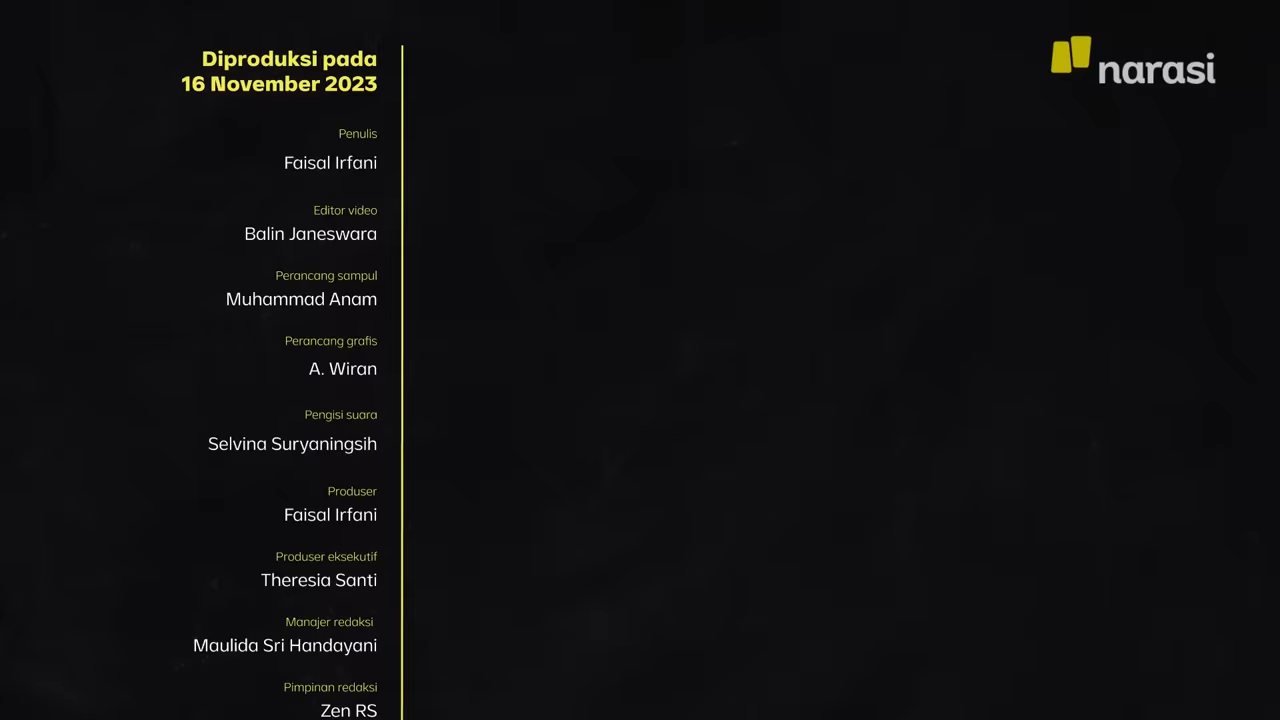 Diproduksi pada
16 November 2023
Penulis
Faisal Irfani
Editor video
Balin Janeswara
Perancang sampul
Muhammad Anam
Perancang grafis
A. Wiran
Pengisi suara
Selvina Suryaningsih
Produser
Faisal Irfani
Produser eksekutif
Theresia Santi
Manajer redaksi
Maulida Sri Handayani
Pimpinan redaksi
Zen RS
narasi